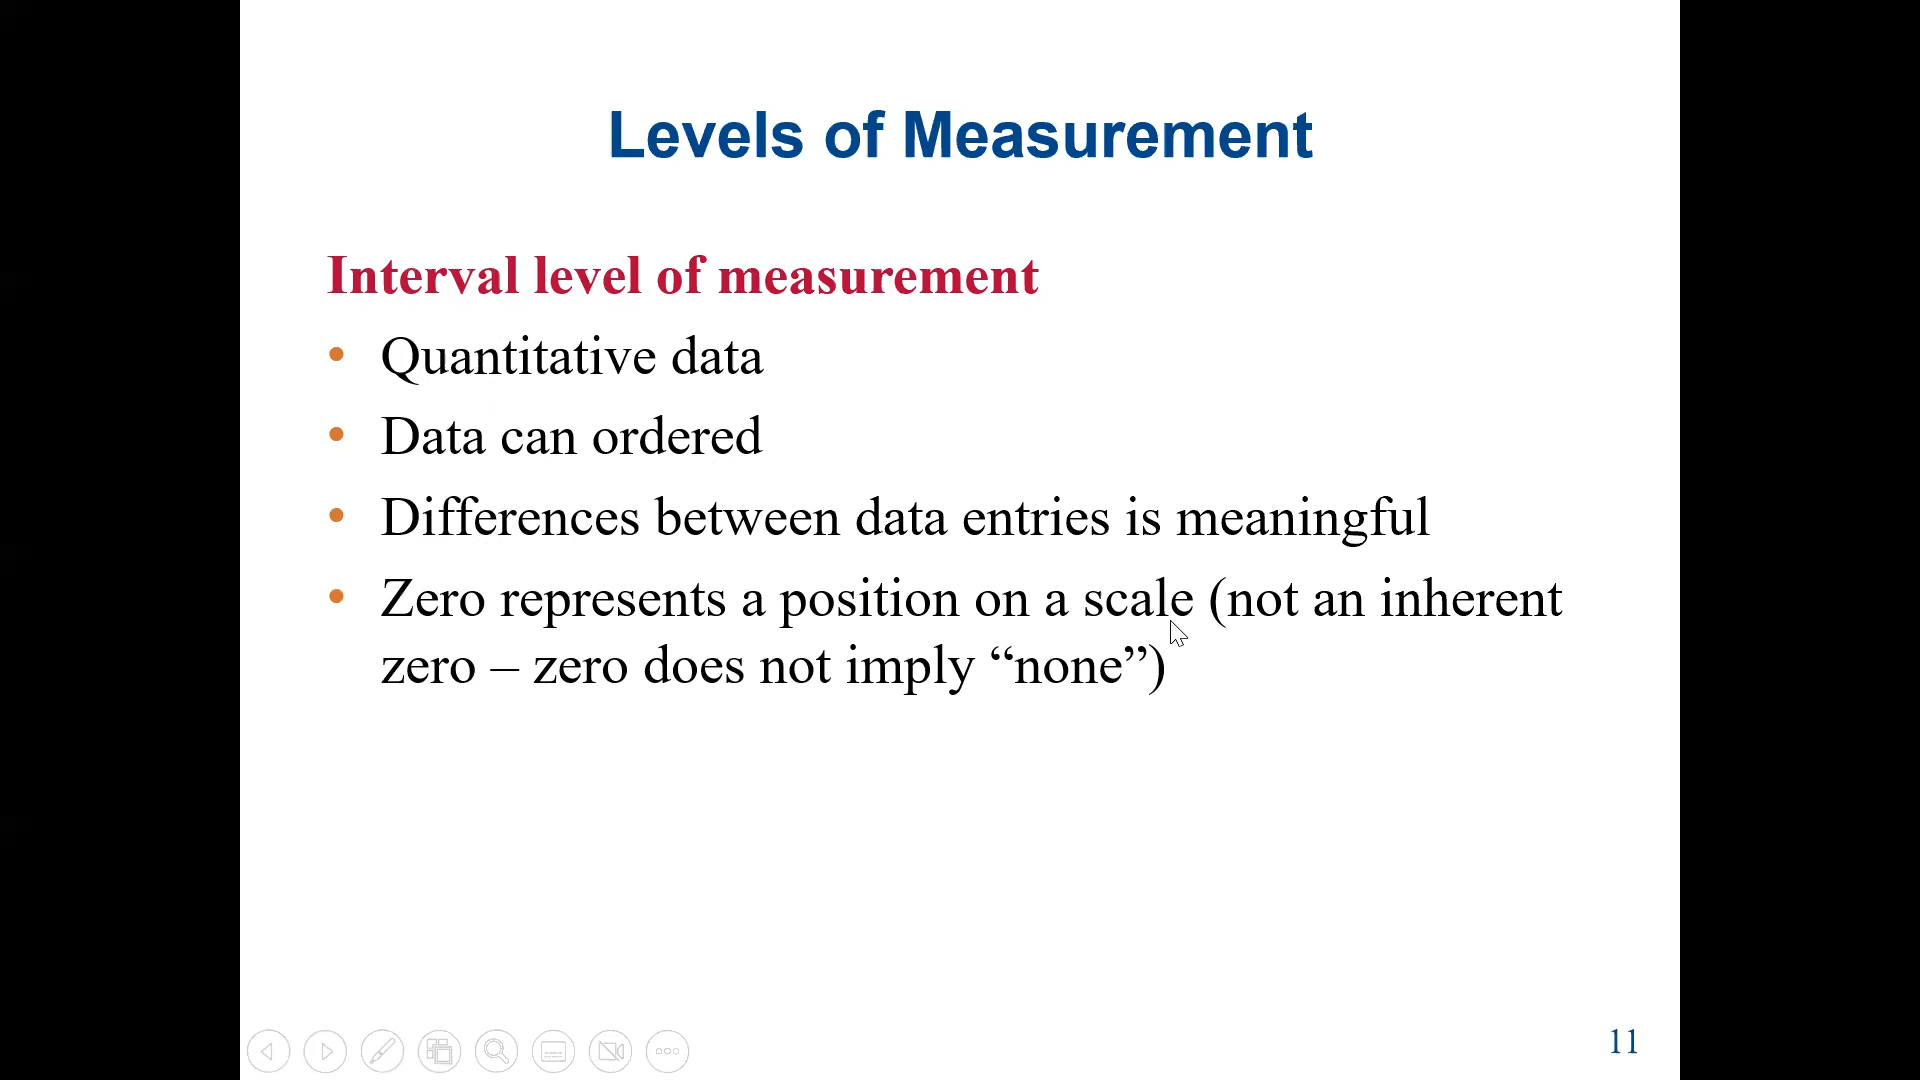 Levels of Measurement
Interval level of measurement
• Quantitative data
• Data can ordered
• Differences between data entries is meaningful
• Zero represents a position on a scale (not an inherent
zero – zero does not imply “none”)
11